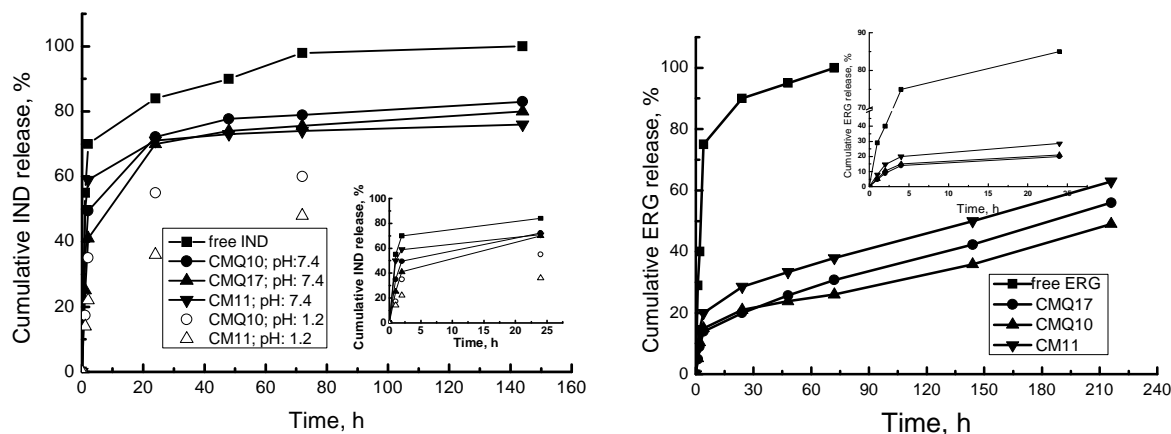 Cumulative IND release, %
100
80
60
40
20
0
0 20 40 60 80 100 120 140 160
Time, h
free IND
CMQ10; pH:7.4
CMQ17; pH: 7.4
CM11; pH: 7.4
CMQ10; pH: 1.2
CM11; pH: 1.2
Cumulative IND release, %
100
80
60
40
20
0
0 5 10 15 20 25
Time, h
Cumulative ERG release, %
100
90
80
70
60
50
40
30
20
10
0
0 30 60 90 120 150 180 210 240
Time, h
free ERG
CMQ17
CMQ10
CM11
Cumulative ERG release, %
90
80
70
40
30
20
10
0
0 5 10 15 20 25
Time, h